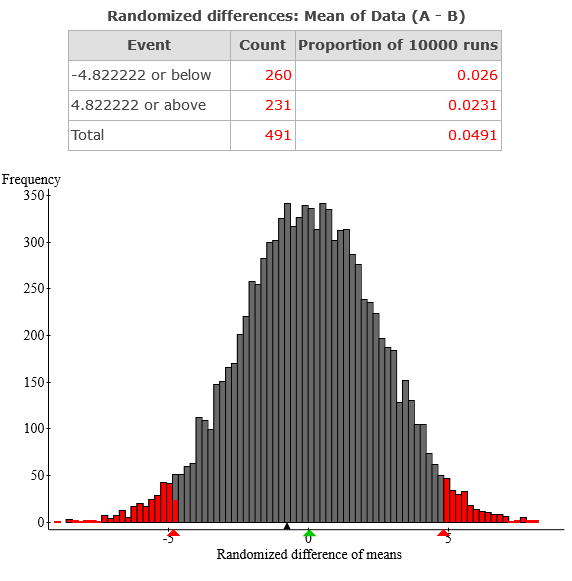 Randomized differences: Mean of Data (A - B)
Event Count Proportion of 10000 runs
-4.822222 or below 260 0.026
4.822222 or above 231 0.0231
Total 491 0.0491
Frequency
350
300
250
200
150
100
50
0
-5 0 5
Randomized difference of means